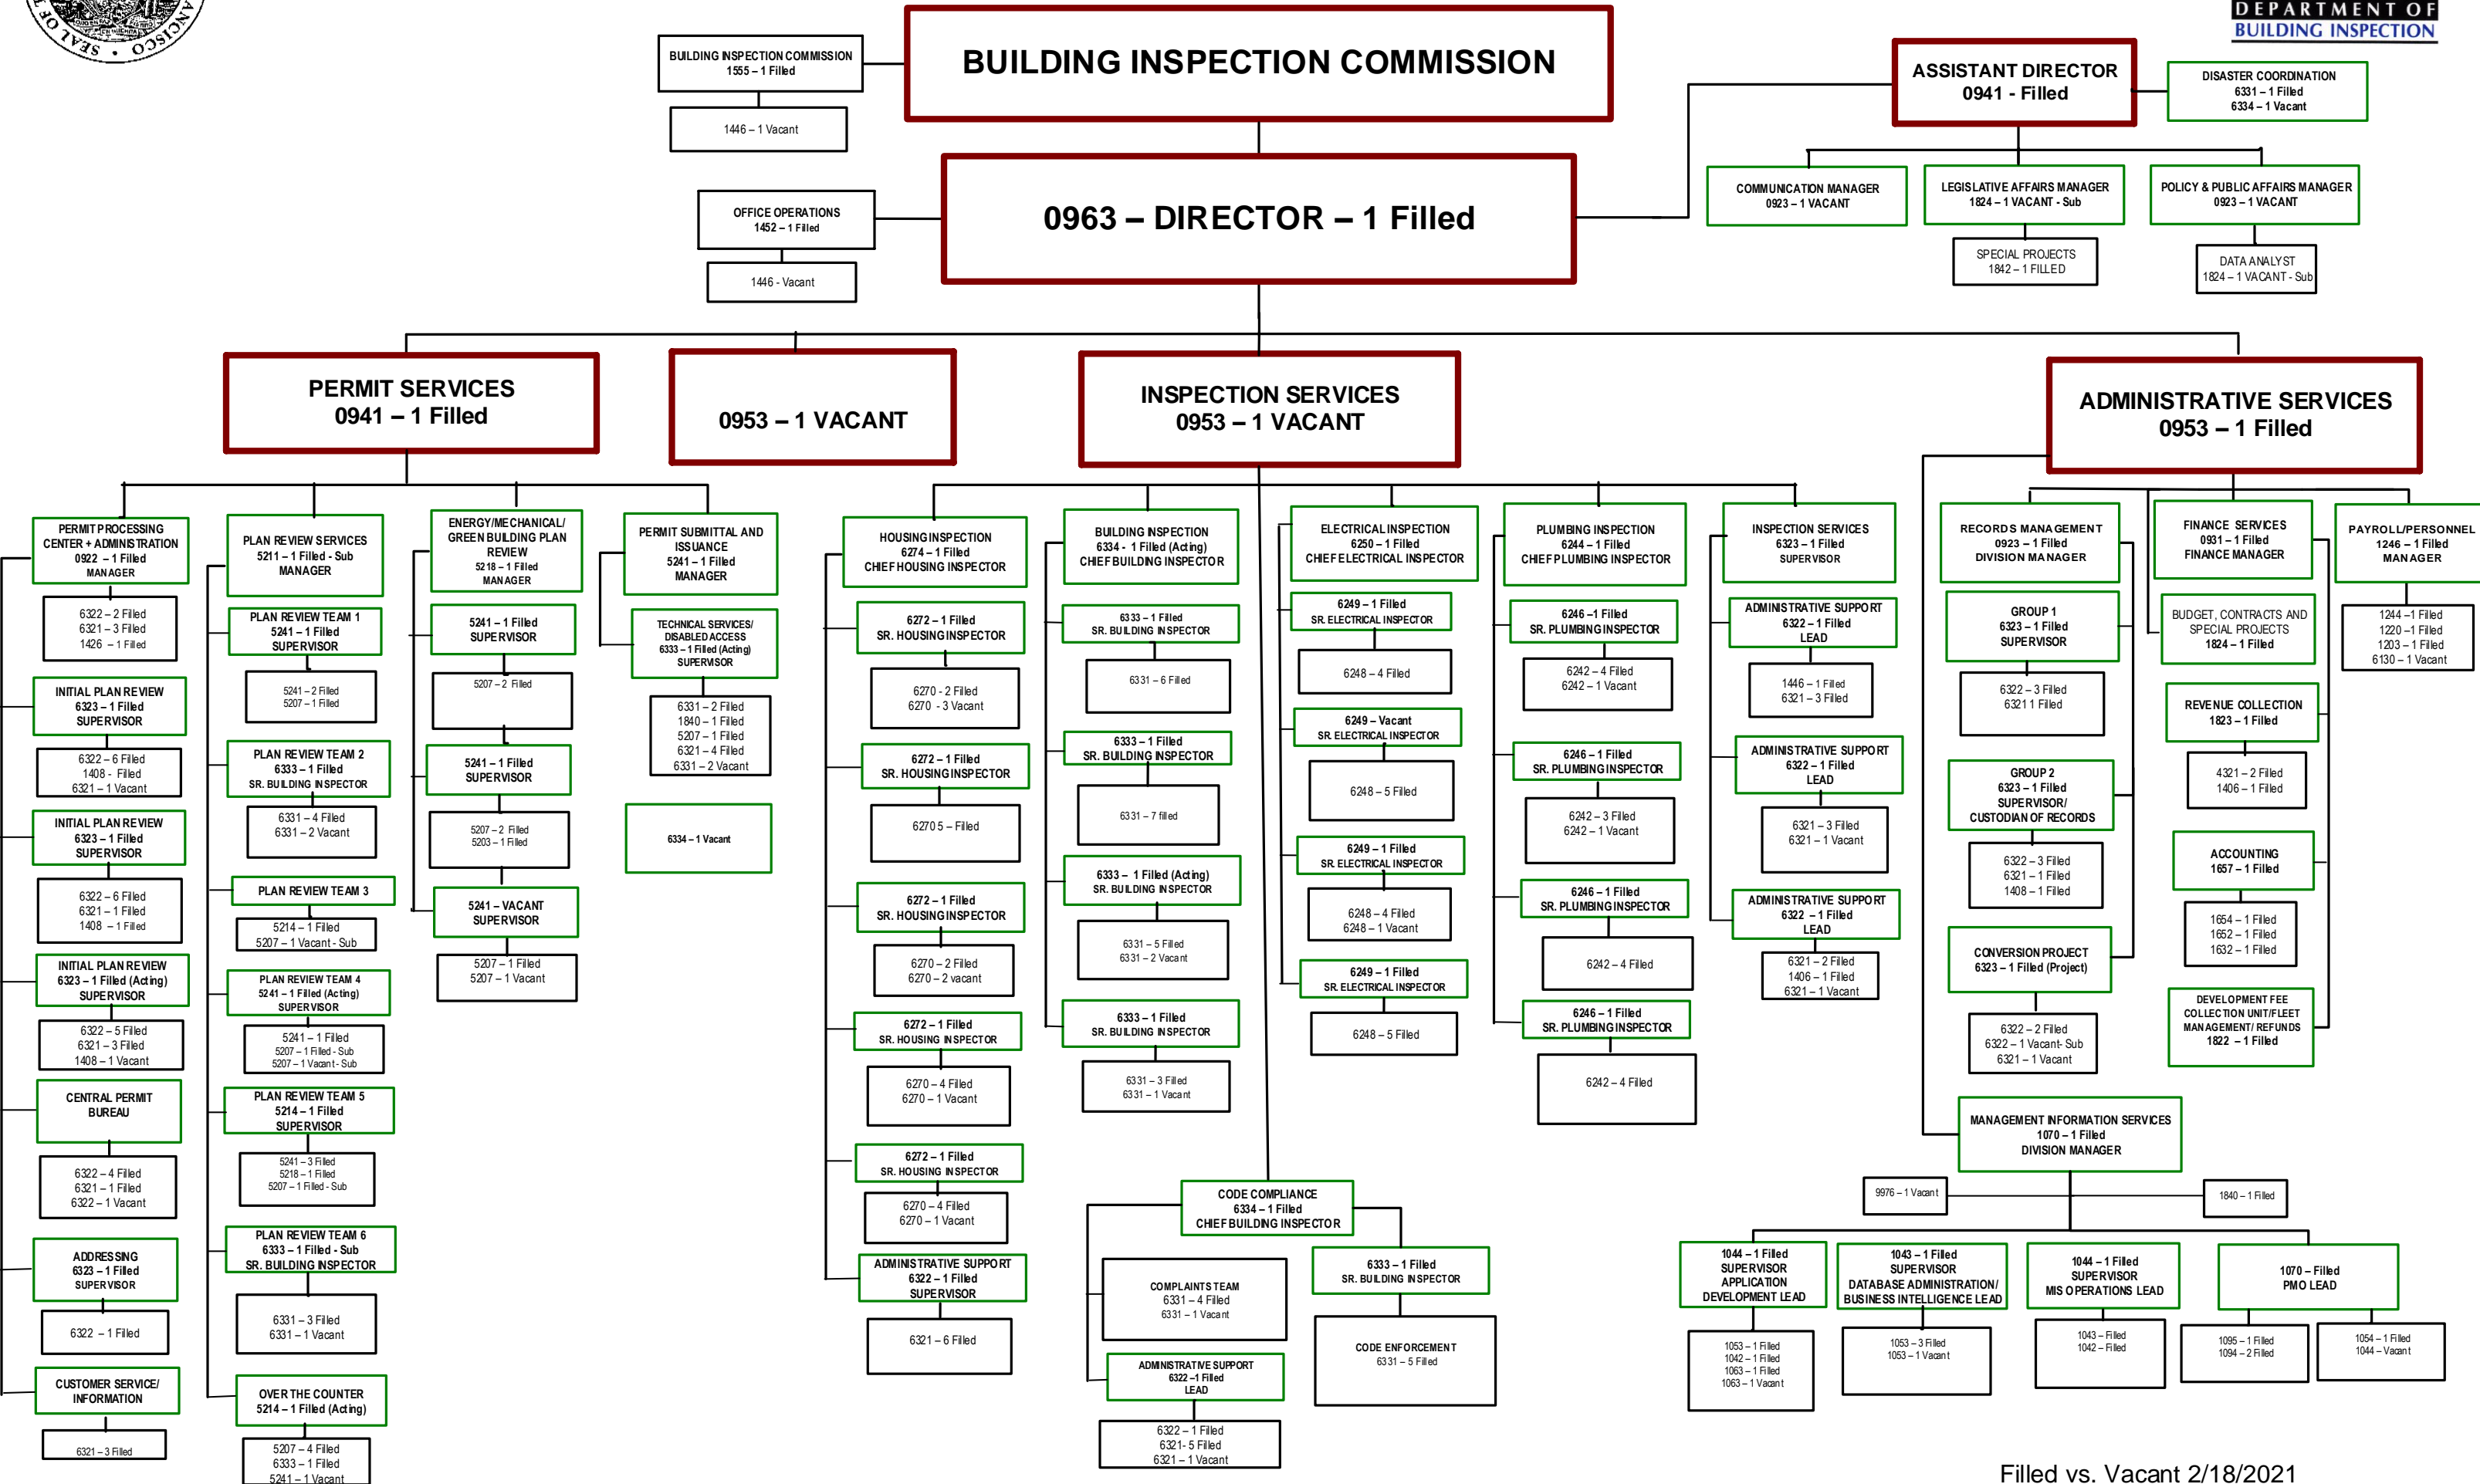 SEAL OF T
ANCISCO
DEPARTMENT OF
BUILDING INSPECTION
BUILDING INSPECTION COMMISSION
1555 – 1 Filled
1446 – 1 Vacant
BUILDING INSPECTION COMMISSION
ASSISTANT DIRECTOR
0941 - Filled
DISASTER COORDINATION
6331 – 1 Filled
6334 – 1 Vacant
OFFICE OPERATIONS
1452 – 1 Filled
1446 - Vacant
0963 – DIRECTOR – 1 Filled
COMMUNICATION MANAGER
0923 – 1 VACANT
LEGISLATIVE AFFAIRS MANAGER
1824 – 1 VACANT - Sub
SPECIAL PROJECTS
1842 – 1 FILLED
POLICY & PUBLIC AFFAIRS MANAGER
0923 – 1 VACANT
DATA ANALYST
1824 – 1 VACANT - Sub
PERMIT SERVICES
0941 – 1 Filled
0953 – 1 VACANT
INSPECTION SERVICES
0953 – 1 VACANT
ADMINISTRATIVE SERVICES
0953 – 1 Filled
PERMIT PROCESSING
CENTER + ADMINISTRATION
0922 – 1 Filled
MANAGER
6322 – 2 Filled
6321 – 3 Filled
1426 – 1 Filled
INITIAL PLAN REVIEW
6323 – 1 Filled
SUPERVISOR
6322 – 6 Filled
1408 - Filled
6321 – 1 Vacant
INITIAL PLAN REVIEW
6323 – 1 Filled
SUPERVISOR
6322 – 6 Filled
6321 – 1 Filled
1408 – 1 Filled
INITIAL PLAN REVIEW
6323 – 1 Filled (Acting)
SUPERVISOR
6322 – 5 Filled
6321 – 3 Filled
1408 – 1 Vacant
CENTRAL PERMIT
BUREAU
6322 – 4 Filled
6321 – 1 Filled
6322 – 1 Vacant
ADDRESSING
6323 – 1 Filled
SUPERVISOR
6322 – 1 Filled
CUSTOMER SERVICE/
INFORMATION
6321 – 3 Filled
PLAN REVIEW SERVICES
5211 – 1 Filled - Sub
MANAGER
PLAN REVIEW TEAM 1
5241 – 1 Filled
SUPERVISOR
5241 – 2 Filled
5207 – 1 Filled
PLAN REVIEW TEAM 2
6333 – 1 Filled
SR. BUILDING INSPECTOR
6331 – 4 Filled
6331 – 2 Vacant
PLAN REVIEW TEAM 3
5214 – 1 Filled
5207 – 1 Vacant - Sub
PLAN REVIEW TEAM 4
5241 – 1 Filled (Acting)
SUPERVISOR
5241 – 1 Filled
5207 – 1 Filled - Sub
5207 – 1 Vacant - Sub
PLAN REVIEW TEAM 5
5214 – 1 Filled
SUPERVISOR
5241 – 3 Filled
5218 – 1 Filled
5207 – 1 Filled - Sub
PLAN REVIEW TEAM 6
6333 – 1 Filled - Sub
SR. BUILDING INSPECTOR
6331 – 3 Filled
6331 – 1 Vacant
OVER THE COUNTER
5214 – 1 Filled (Acting)
5207 – 4 Filled
6333 – 1 Filled
5241 – 1 Vacant
ENERGY/MECHANICAL/
GREEN BUILDING PLAN
REVIEW
5218 – 1 Filled
MANAGER
5241 – 1 Filled
SUPERVISOR
5207 – 2 Filled
5241 – 1 Filled
SUPERVISOR
5207 – 2 Filled
5203 – 1 Filled
5241 – VACANT
SUPERVISOR
5207 – 1 Filled
5207 – 1 Vacant
PERMIT SUBMITTAL AND
ISSUANCE
5241 – 1 Filled
MANAGER
TECHNICAL SERVICES/
DISABLED ACCESS
6333 – 1 Filled (Acting)
SUPERVISOR
6331 – 2 Filled
1840 – 1 Filled
5207 – 1 Filled
6321 – 4 Filled
6331 – 2 Vacant
6334 – 1 Vacant
HOUSING INSPECTION
6274 – 1 Filled
CHIEF HOUSING INSPECTOR
6272 – 1 Filled
SR. HOUSING INSPECTOR
6270 - 2 Filled
6270 - 3 Vacant
6272 – 1 Filled
SR. HOUSING INSPECTOR
6270 5 – Filled
6272 – 1 Filled
SR. HOUSING INSPECTOR
6270 – 2 Filled
6270 – 2 vacant
6272 – 1 Filled
SR. HOUSING INSPECTOR
6270 – 4 Filled
6270 – 1 Vacant
6272 – 1 Filled
SR. HOUSING INSPECTOR
6270 – 4 Filled
6270 – 1 Vacant
ADMINISTRATIVE SUPPORT
6322 – 1 Filled
SUPERVISOR
6321 – 6 Filled
BUILDING INSPECTION
6334 - 1 Filled (Acting)
CHIEF BUILDING INSPECTOR
6333 – 1 Filled
SR. BUILDING INSPECTOR
6331 – 6 Filled
6333 – 1 Filled
SR. BUILDING INSPECTOR
6331 – 7 filled
6333 – 1 Filled (Acting)
SR. BUILDING INSPECTOR
6331 – 5 Filled
6331 – 2 Vacant
6333 – 1 Filled
SR. BUILDING INSPECTOR
6331 – 3 Filled
6331 – 1 Vacant
ELECTRICAL INSPECTION
6250 – 1 Filled
CHIEF ELECTRICAL INSPECTOR
6249 – 1 Filled
SR. ELECTRICAL INSPECTOR
6248 – 4 Filled
6249 – Vacant
SR. ELECTRICAL INSPECTOR
6248 – 5 Filled
6249 – 1 Filled
SR. ELECTRICAL INSPECTOR
6248 – 4 Filled
6248 – 1 Vacant
6249 – 1 Filled
SR. ELECTRICAL INSPECTOR
6248 – 5 Filled
PLUMBING INSPECTION
6244 – 1 Filled
CHIEF PLUMBING INSPECTOR
6246 –1 Filled
SR. PLUMBING INSPECTOR
6242 – 4 Filled
6242 – 1 Vacant
6246 – 1 Filled
SR. PLUMBING INSPECTOR
6242 – 3 Filled
6242 – 1 Vacant
6246 – 1 Filled
SR. PLUMBING INSPECTOR
6242 – 4 Filled
6246 – 1 Filled
SR. PLUMBING INSPECTOR
6242 – 4 Filled
INSPECTION SERVICES
6323 – 1 Filled
SUPERVISOR
ADMINISTRATIVE SUPPORT
6322 – 1 Filled
LEAD
1446 – 1 Filled
6321 – 3 Filled
ADMINISTRATIVE SUPPORT
6322 – 1 Filled
LEAD
6321 – 3 Filled
6321 – 1 Vacant
ADMINISTRATIVE SUPPORT
6322 – 1 Filled
LEAD
6321 – 2 Filled
1406 – 1 Filled
6321 – 1 Vacant
CODE COMPLIANCE
6334 – 1 Filled
CHIEF BUILDING INSPECTOR
COMPLAINTS TEAM
6331 – 4 Filled
6331 – 1 Vacant
ADMINISTRATIVE SUPPORT
6322 –1 Filled
LEAD
6322 – 1 Filled
6321- 5 Filled
6321 – 1 Vacant
6333 – 1 Filled
SR. BUILDING INSPECTOR
CODE ENFORCEMENT
6331 – 5 Filled
RECORDS MANAGEMENT
0923 – 1 Filled
DIVISION MANAGER
GROUP 1
6323 – 1 Filled
SUPERVISOR
6322 – 3 Filled
6321 1 Filled
GROUP 2
6323 – 1 Filled
SUPERVISOR/
CUSTODIAN OF RECORDS
6322 – 3 Filled
6321 – 1 Filled
1408 – 1 Filled
CONVERSION PROJECT
6323 – 1 Filled (Project)
6322 – 2 Filled
6322 – 1 Vacant- Sub
6321 – 1 Vacant
FINANCE SERVICES
0931 – 1 Filled
FINANCE MANAGER
BUDGET, CONTRACTS AND
SPECIAL PROJECTS
1824 – 1 Filled
REVENUE COLLECTION
1823 – 1 Filled
4321 – 2 Filled
1406 – 1 Filled
ACCOUNTING
1657 – 1 Filled
1654 – 1 Filled
1652 – 1 Filled
1632 – 1 Filled
DEVELOPMENT FEE
COLLECTION UNIT/FLEET
MANAGEMENT/ REFUNDS
1822 – 1 Filled
PAYROLL/PERSONNEL
1246 – 1 Filled
MANAGER
1244 –1 Filled
1220 –1 Filled
1203 – 1 Filled
6130 – 1 Vacant
MANAGEMENT INFORMATION SERVICES
1070 – 1 Filled
DIVISION MANAGER
9976 – 1 Vacant
1840 – 1 Filled
1044 – 1 Filled
SUPERVISOR
APPLICATION
DEVELOPMENT LEAD
1053 – 1 Filled
1042 – 1 Filled
1063 – 1 Filled
1063 – 1 Vacant
1043 – 1 Filled
SUPERVISOR
DATABASE ADMINISTRATION/
BUSINESS INTELLIGENCE LEAD
1053 – 3 Filled
1053 – 1 Vacant
1044 – 1 Filled
SUPERVISOR
MIS OPERATIONS LEAD
1043 – Filled
1042 – Filled
1070 – Filled
PMO LEAD
1095 – 1 Filled
1094 – 2 Filled
1054 – 1 Filled
1044 – Vacant
Filled vs. Vacant 2/18/2021